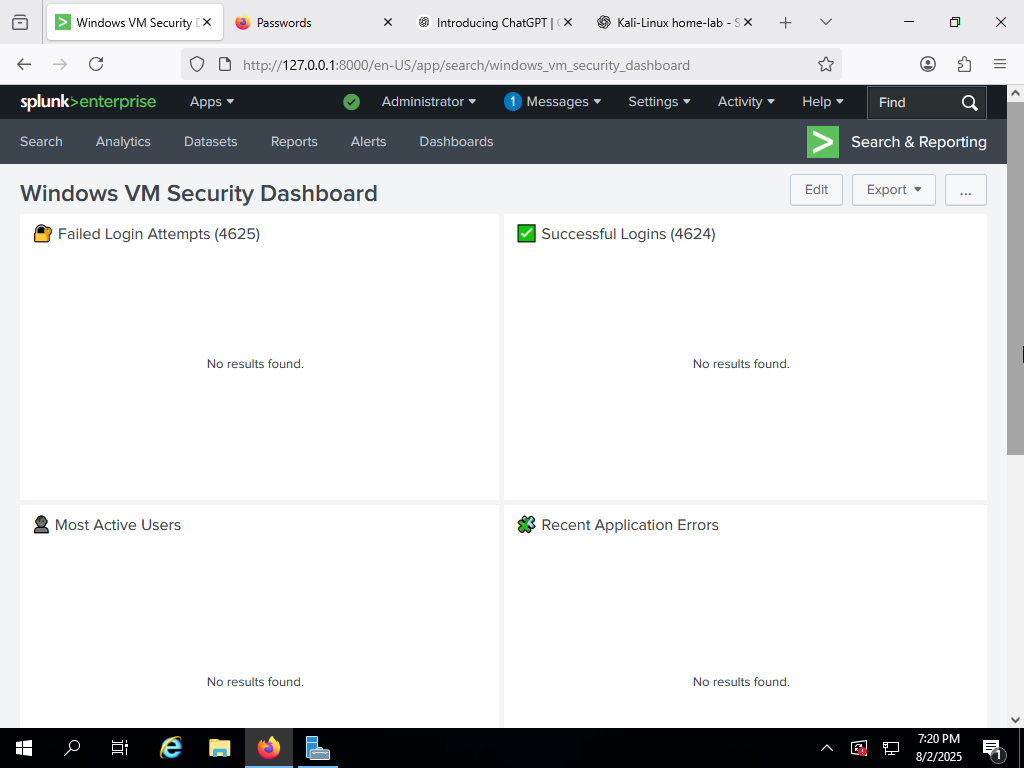 Windows VM Security D
Passwords
Introducing ChatGPT |
Kali-Linux home-lab - S
http://127.0.0.1:8000/en-US/app/search/windows_vm_security_dashboard
splunk>enterprise Apps Administrator 1 Messages Settings Activity Help Find
Search Analytics Datasets Reports Alerts Dashboards Search & Reporting
Windows VM Security Dashboard Edit Export ...
Failed Login Attempts (4625)
Successful Logins (4624)
No results found.
No results found.
Most Active Users
Recent Application Errors
No results found.
No results found.
7:20 PM
8/2/2025
1